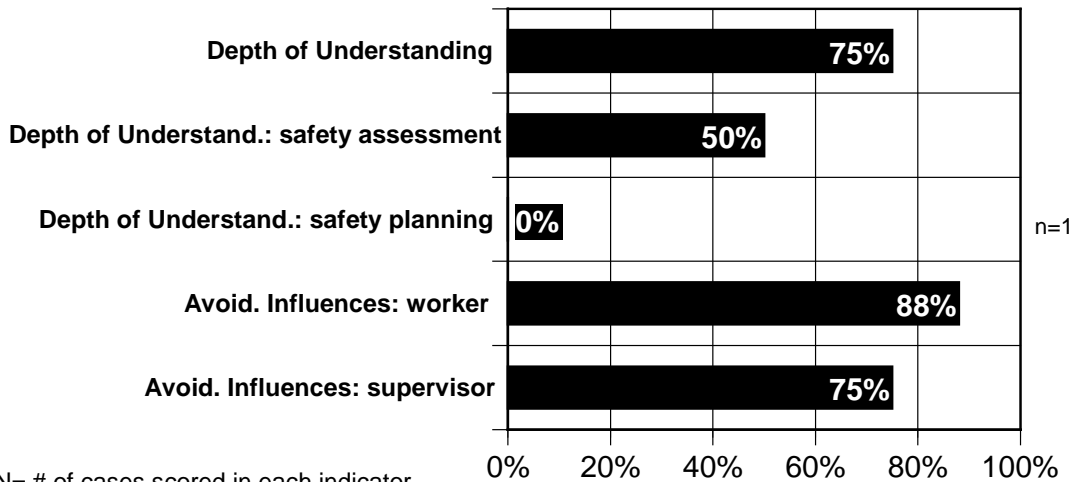 Depth of Understanding 75%
Depth of Understand.: safety assessment 50%
Depth of Understand.: safety planning 0% n=1
Avoid. Influences: worker 88%
Avoid. Influences: supervisor 75%
0% 20% 40% 60% 80% 100%
N= # of cases scored in each indicator